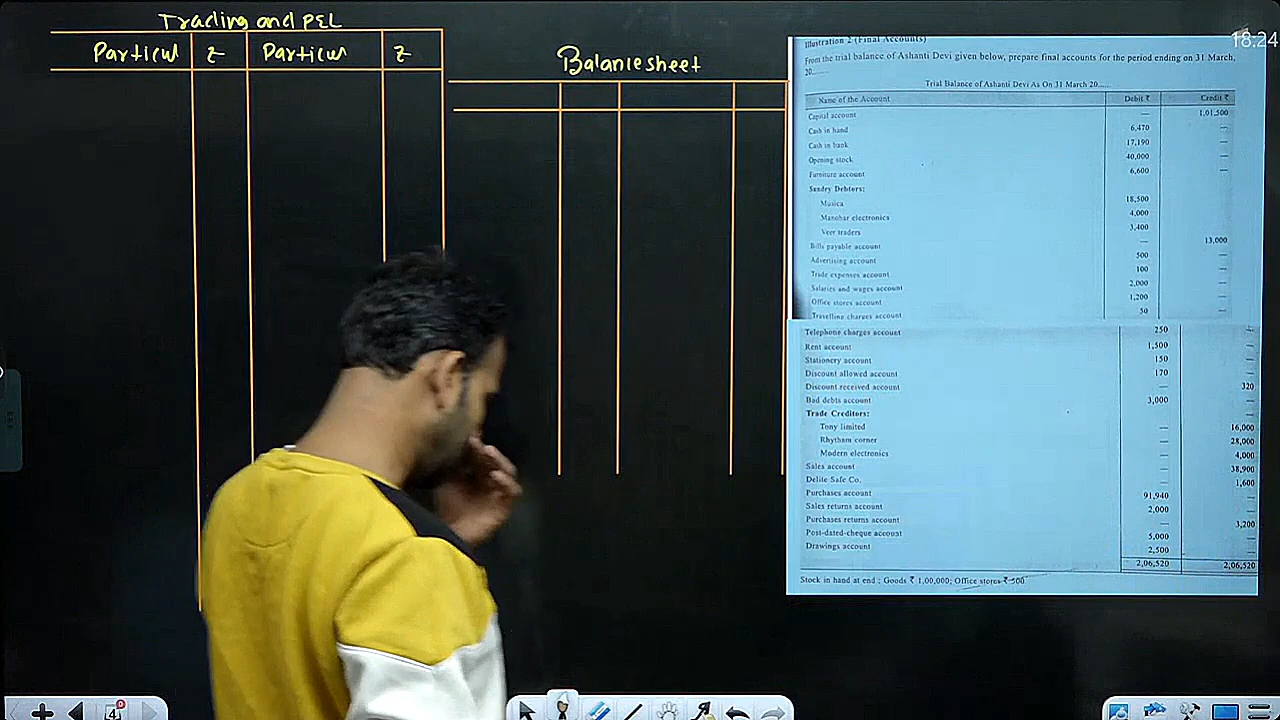 Trading and P&L
Particul ₹ Particus ₹
Balance sheet
18:24
Illustration 2 (Final Accounts)
From the trial balance of Ashanti Devi given below, prepare final accounts for the period ending on 31 March,
20......
Trial Balance of Ashanti Devi As On 31 March 20......
Name of the Account Debit ₹ Credit ₹
Capital account — 1,01,500
Cash in hand 6,470 —
Cash in bank 17,190 —
Opening stock 40,000 —
Furniture account 6,600 —
Sundry Debtors:
Musica 18,500
Manohar electronics 4,000
Veer traders 3,400
Bills payable account — 13,000
Advertising account 500 —
Trade expenses account 100 —
Salaries and wages account 2,000 —
Office stores account 1,200 —
Travelling charges account 50 —
Telephone charges account 250 —
Rent account 1,500 —
Stationery account 150 —
Discount allowed account 170 —
Discount received account — 320
Bad debts account 3,000 —
Trade Creditors:
Tony limited — 16,000
Rhytham corner — 28,000
Modern electronics — 4,000
Sales account — 38,900
Delite Safe Co. — 1,600
Purchases account 91,940 —
Sales returns account 2,000 —
Purchases returns account — 3,200
Post-dated-cheque account 5,000 —
Drawings account 2,500 —
2,06,520 2,06,520
Stock in hand at end : Goods ₹ 1,00,000; Office stores ₹ 500
4